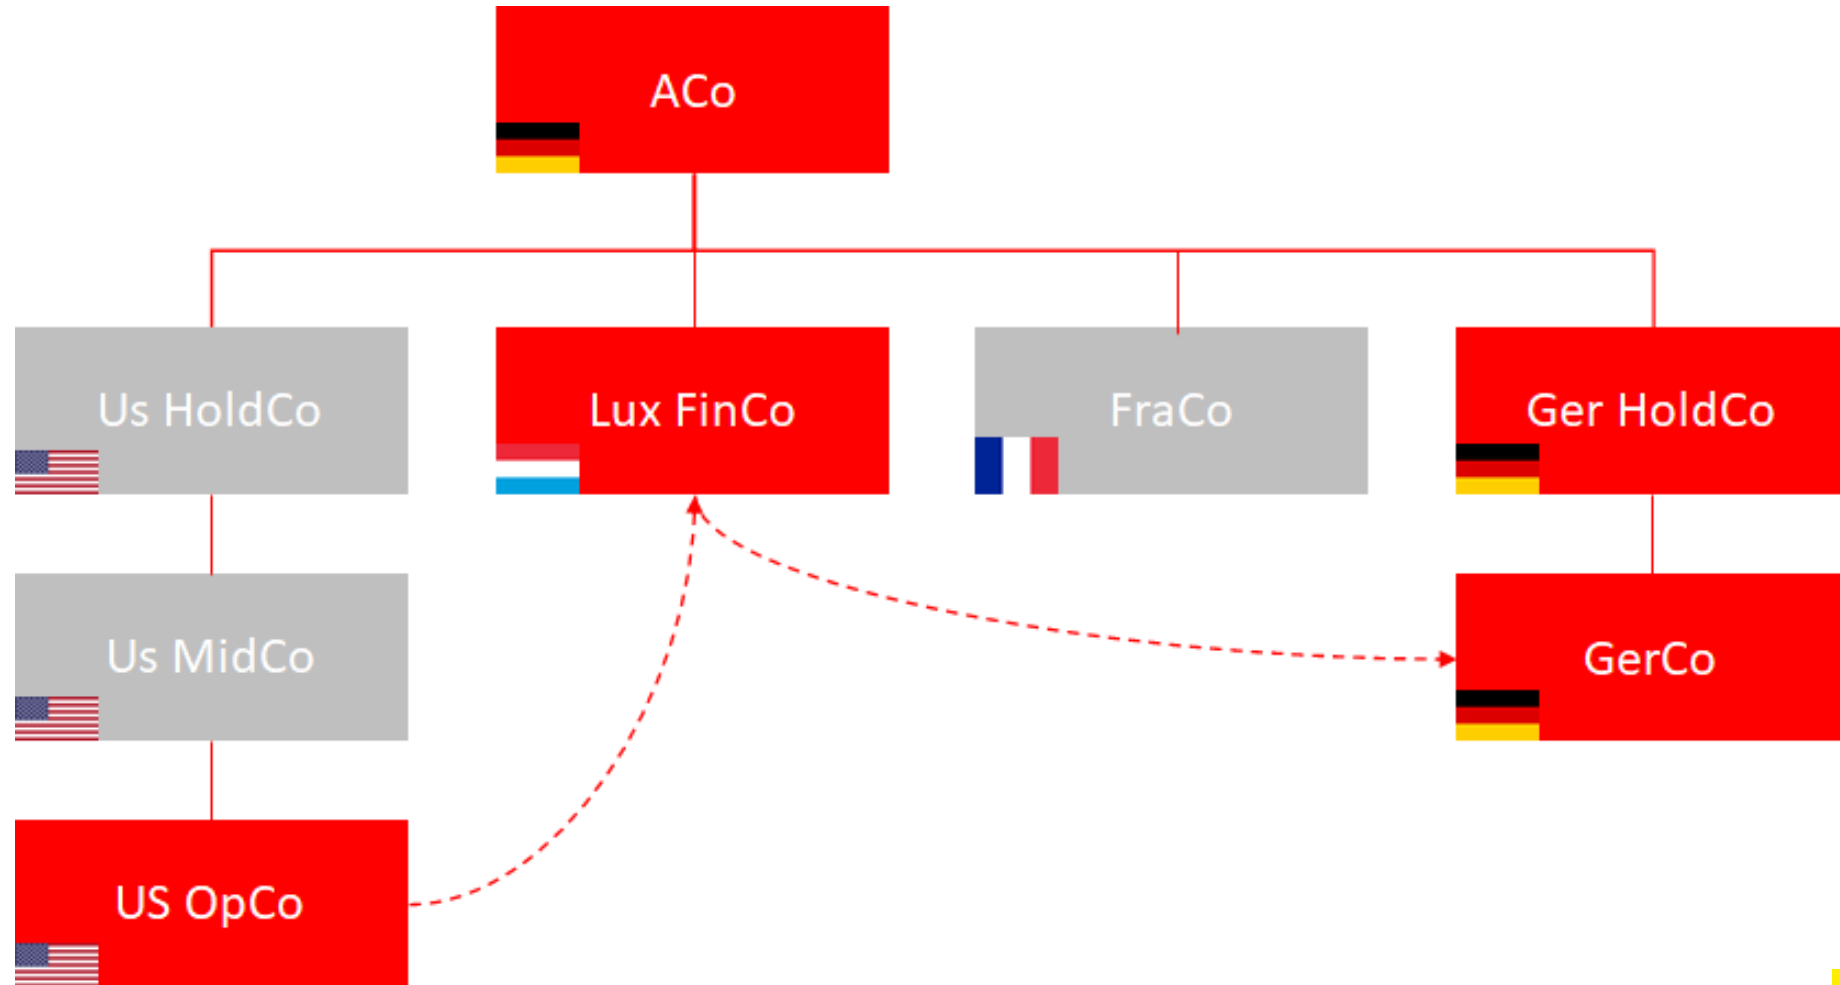 ACo
Us HoldCo
Lux FinCo
FraCo
Ger HoldCo
Us MidCo
GerCo
US OpCo